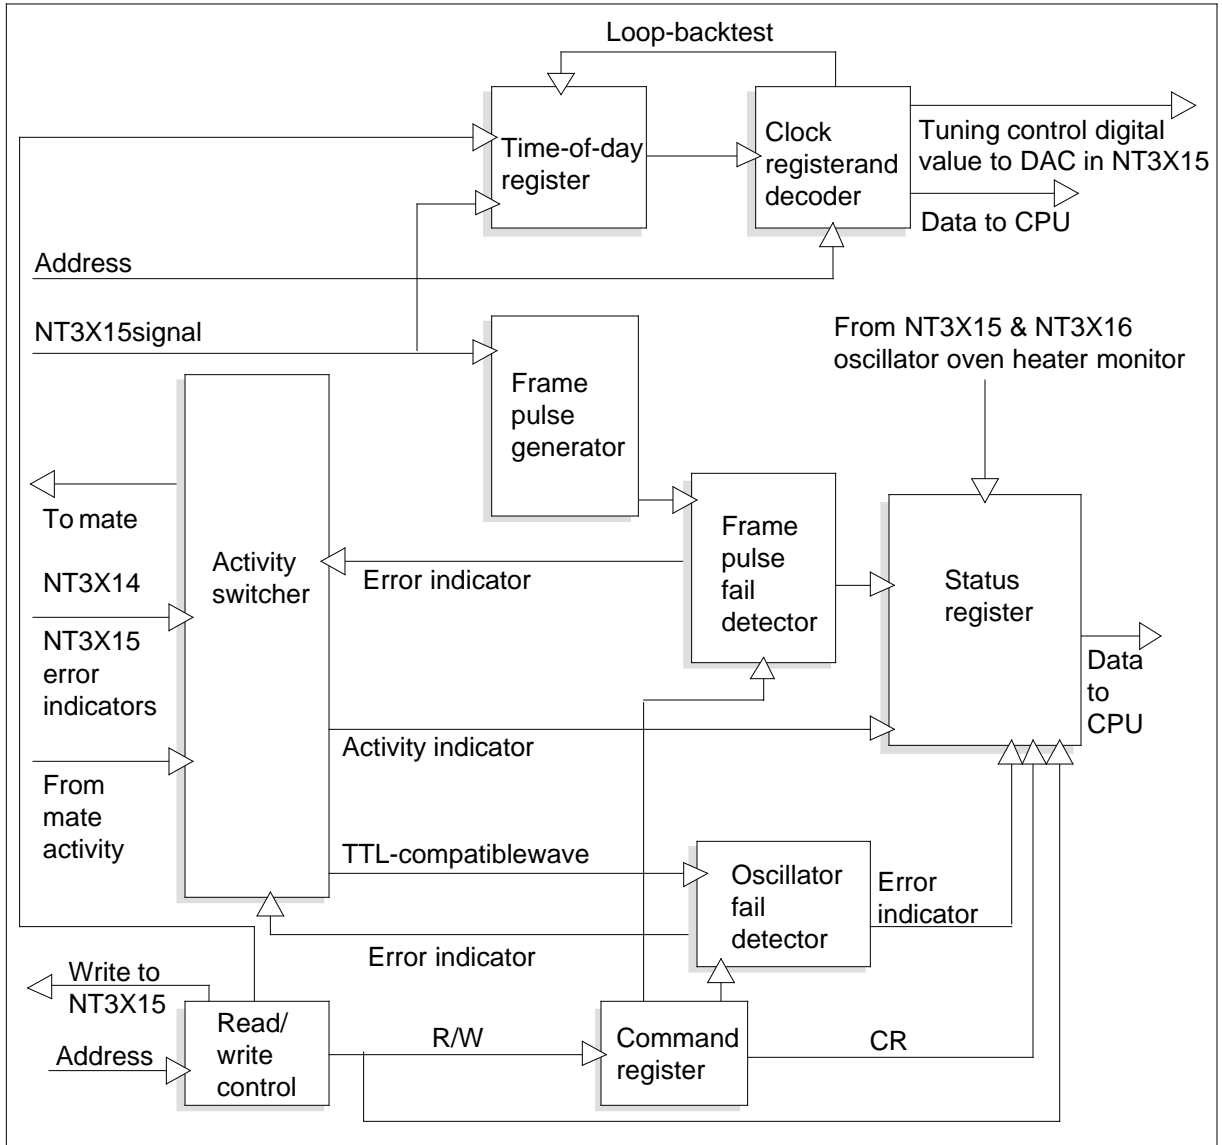 Loop-backtest
Time-of-day
register
Clock
registerand
decoder
Tuning control digital
value to DAC in NT3X15
Data to CPU
Address
NT3X15signal
Frame
pulse
generator
From NT3X15 & NT3X16
oscillator oven heater monitor
To mate
NT3X14
NT3X15
error
indicators
From
mate
activity
Activity
switcher
Error indicator
Frame
pulse
fail
detector
Status
register
Data
to
CPU
Activity indicator
TTL-compatiblewave
Oscillator
fail
detector
Error
indicator
Error indicator
Write to
NT3X15
Address
Read/
write
control
R/W
Command
register
CR